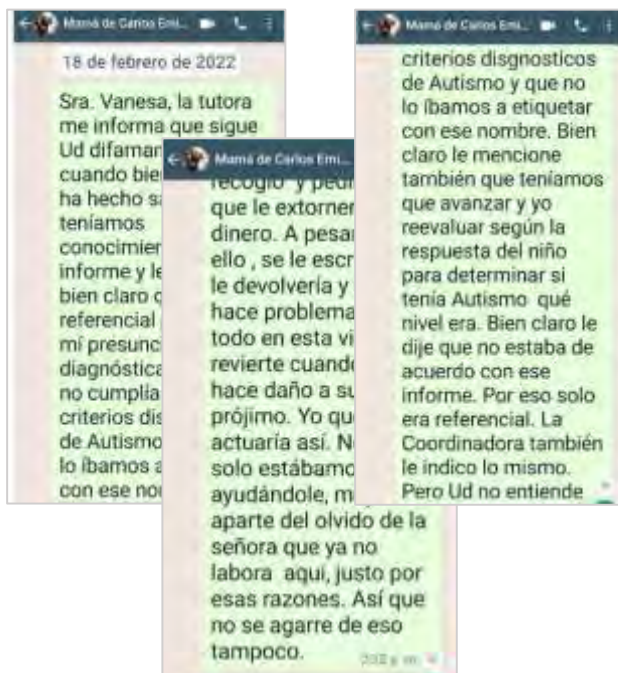 Mamá de Carlos Emi...
18 de febrero de 2022
Sra. Vanesa, la tutora
me informa que sigue
Ud difaman
cuando bie
ha hecho s
teníamos
conocimie
informe y le
bien claro
referencial
mí presunc
diagnóstica
no cumplía
criterios dis
de Autismo
lo íbamos a
con ese no
Mamá de Carlos Emi...
recogio y ped
que le extorne
dinero. A pesa
ello , se le escr
le devolvería y
hace problema
todo en esta vi
revierte cuand
hace daño a su
prójimo. Yo qu
actuaría así. N
solo estábamo
ayudándole, m
aparte del olvido de la
señora que ya no
labora aqui, justo por
esas razones. Así que
no se agarre de eso
tampoco.
Mamá de Carlos Emi...
criterios disgnosticos
de Autismo y que no
lo íbamos a etiquetar
con ese nombre. Bien
claro le mencione
también que teníamos
que avanzar y yo
reevaluar según la
respuesta del niño
para determinar si
tenía Autismo qué
nivel era. Bien claro le
dije que no estaba de
acuerdo con ese
informe. Por eso solo
era referencial. La
Coordinadora también
le indico lo mismo.
Pero Ud no entiende